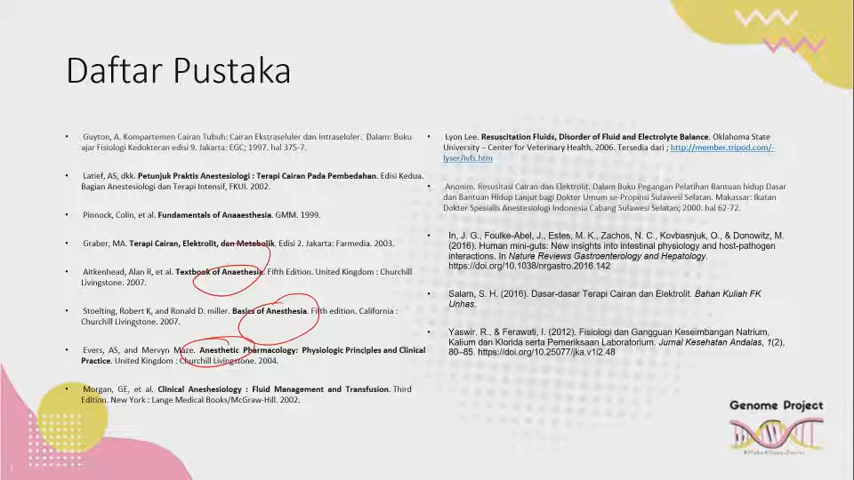 Daftar Pustaka
• Guyton, A. Kompartemen Cairan Tubuh: Cairan Ekstraseluler dan Intraseluler. Dalam: Buku
ajar Fisiologi Kedokteran edisi 9. Jakarta: EGC; 1997. hal 375-7.
• Latief, AS, dkk. Petunjuk Praktis Anestesiologi : Terapi Cairan Pada Pembedahan. Edisi Kedua.
Bagian Anestesiologi dan Terapi Intensif, FKUI. 2002.
• Pinnock, Colin, et al. Fundamentals of Anaaesthesia. GMM. 1999.
• Graber, MA. Terapi Cairan, Elektrolit, dan Metabolik. Edisi 2. Jakarta: Farmedia. 2003.
• Aitkenhead, Alan R, et al. Textbook of Anaethesia. Fifth Edition. United Kingdom : Churchill
Livingstone. 2007.
• Stoelting, Robert K, and Ronald D. miller. Basics of Anesthesia. Fifth edition. California :
Churchill Livingstone. 2007.
• Evers, AS, and Mervyn Maze. Anesthetic Pharmacology: Physiologic Principles and Clinical
Practice. United Kingdom : Churchill Livingstone. 2004.
• Morgan, GE, et al. Clinical Aneshesiology : Fluid Management and Transfusion. Third
Edition. New York : Lange Medical Books/McGraw-Hill. 2002.
• Lyon Lee. Resuscitation Fluids, Disorder of Fluid and Electrolyte Balance. Oklahoma State
University – Center for Veterinary Health. 2006. Tersedia dari ; http://member.tripod.com/-
lyser/ivfs.htm
• Anonim. Resusitasi Cairan dan Elektrolit. Dalam Buku Pegangan Pelatihan Bantuan hidup Dasar
dan Bantuan Hidup Lanjut bagi Dokter Umum se-Propinsi Sulawesi Selatan. Makassar: Ikatan
Dokter Spesialis Anestesiologi Indonesia Cabang Sulawesi Selatan; 2000. hal 62-72.
• In, J. G., Foulke-Abel, J., Estes, M. K., Zachos, N. C., Kovbasnjuk, O., & Donowitz, M.
(2016). Human mini-guts: New insights into intestinal physiology and host-pathogen
interactions. In Nature Reviews Gastroenterology and Hepatology.
https://doi.org/10.1038/nrgastro.2016.142
• Salam, S. H. (2016). Dasar-dasar Terapi Cairan dan Elektrolit. Bahan Kuliah FK
Unhas.
• Yaswir, R., & Ferawati, I. (2012). Fisiologi dan Gangguan Keseimbangan Natrium,
Kalium dan Klorida serta Pemeriksaan Laboratorium. Jurnal Kesehatan Andalas, 1(2),
80–85. https://doi.org/10.25077/jka.v1i2.48
Genome Project